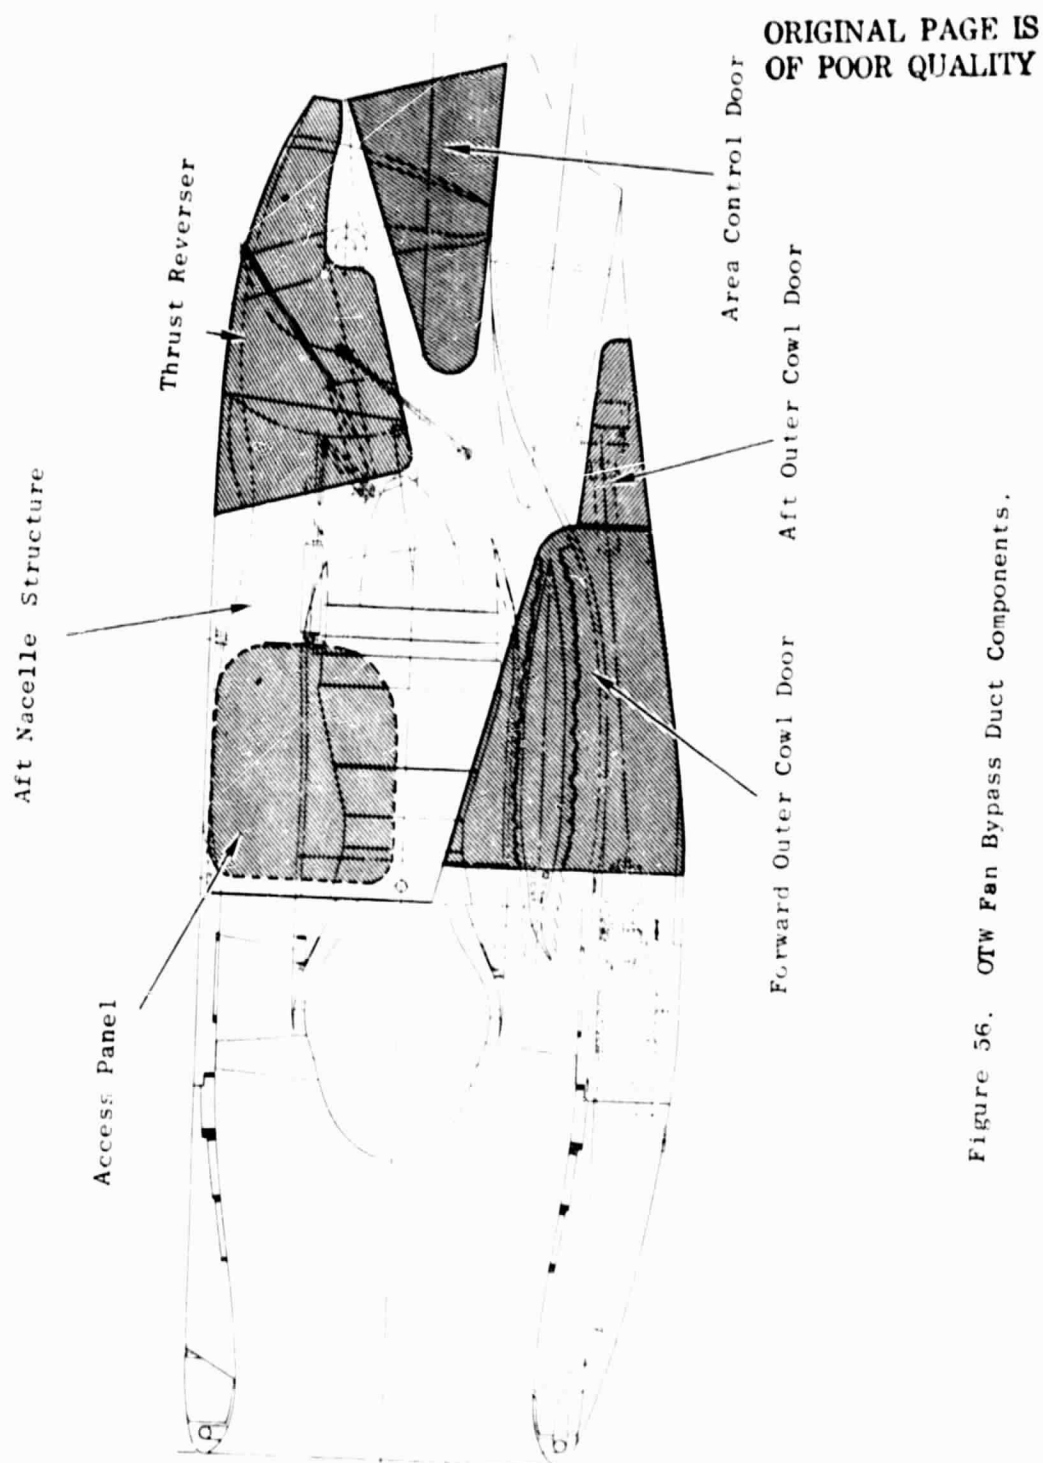 ORIGINAL PAGE IS
OF POOR QUALITY
Access Panel
Aft Nacelle Structure
Thrust Reverser
Forward Outer Cowl Door
Aft Outer Cowl Door
Area Control Door
Figure 56. OTW Fan Bypass Duct Components.